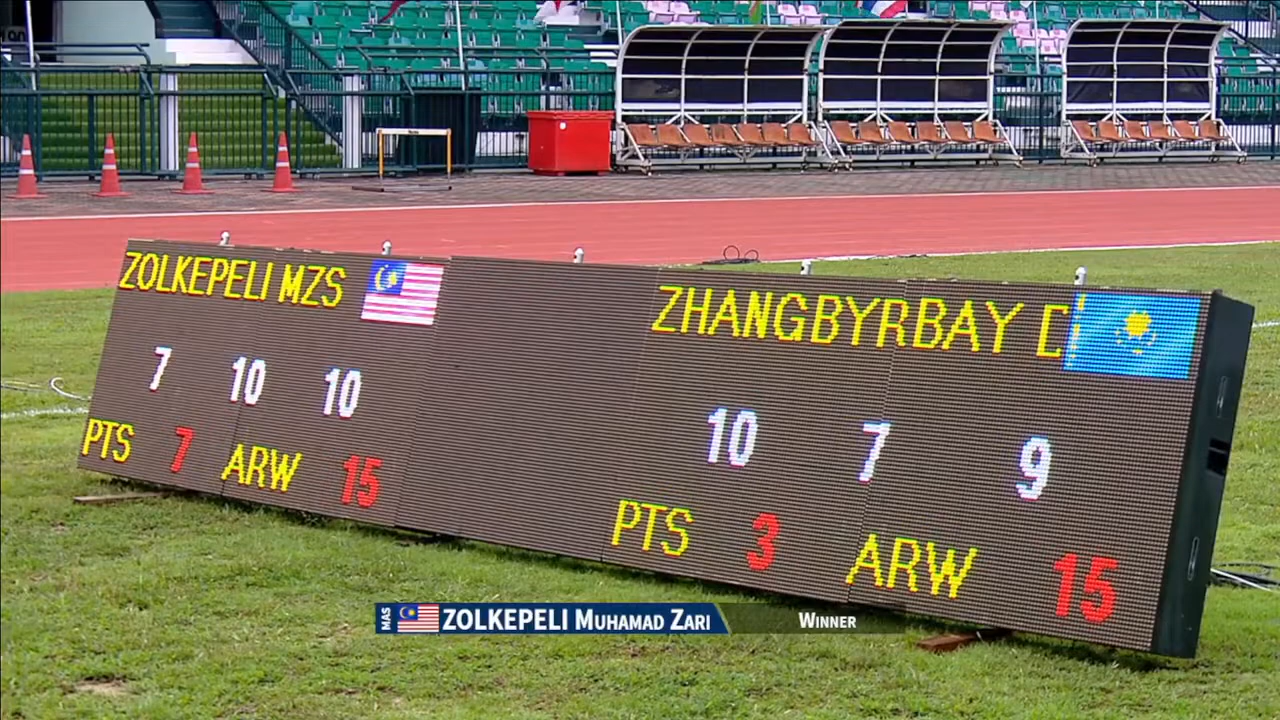 ZOLKEPELI MZS
7 10 10
PTS 7 ARW 15
ZHANGBYRBAY D
10 7 9
PTS 3 ARW 15
MAS ZOLKEPELI MUHAMAD ZARI WINNER